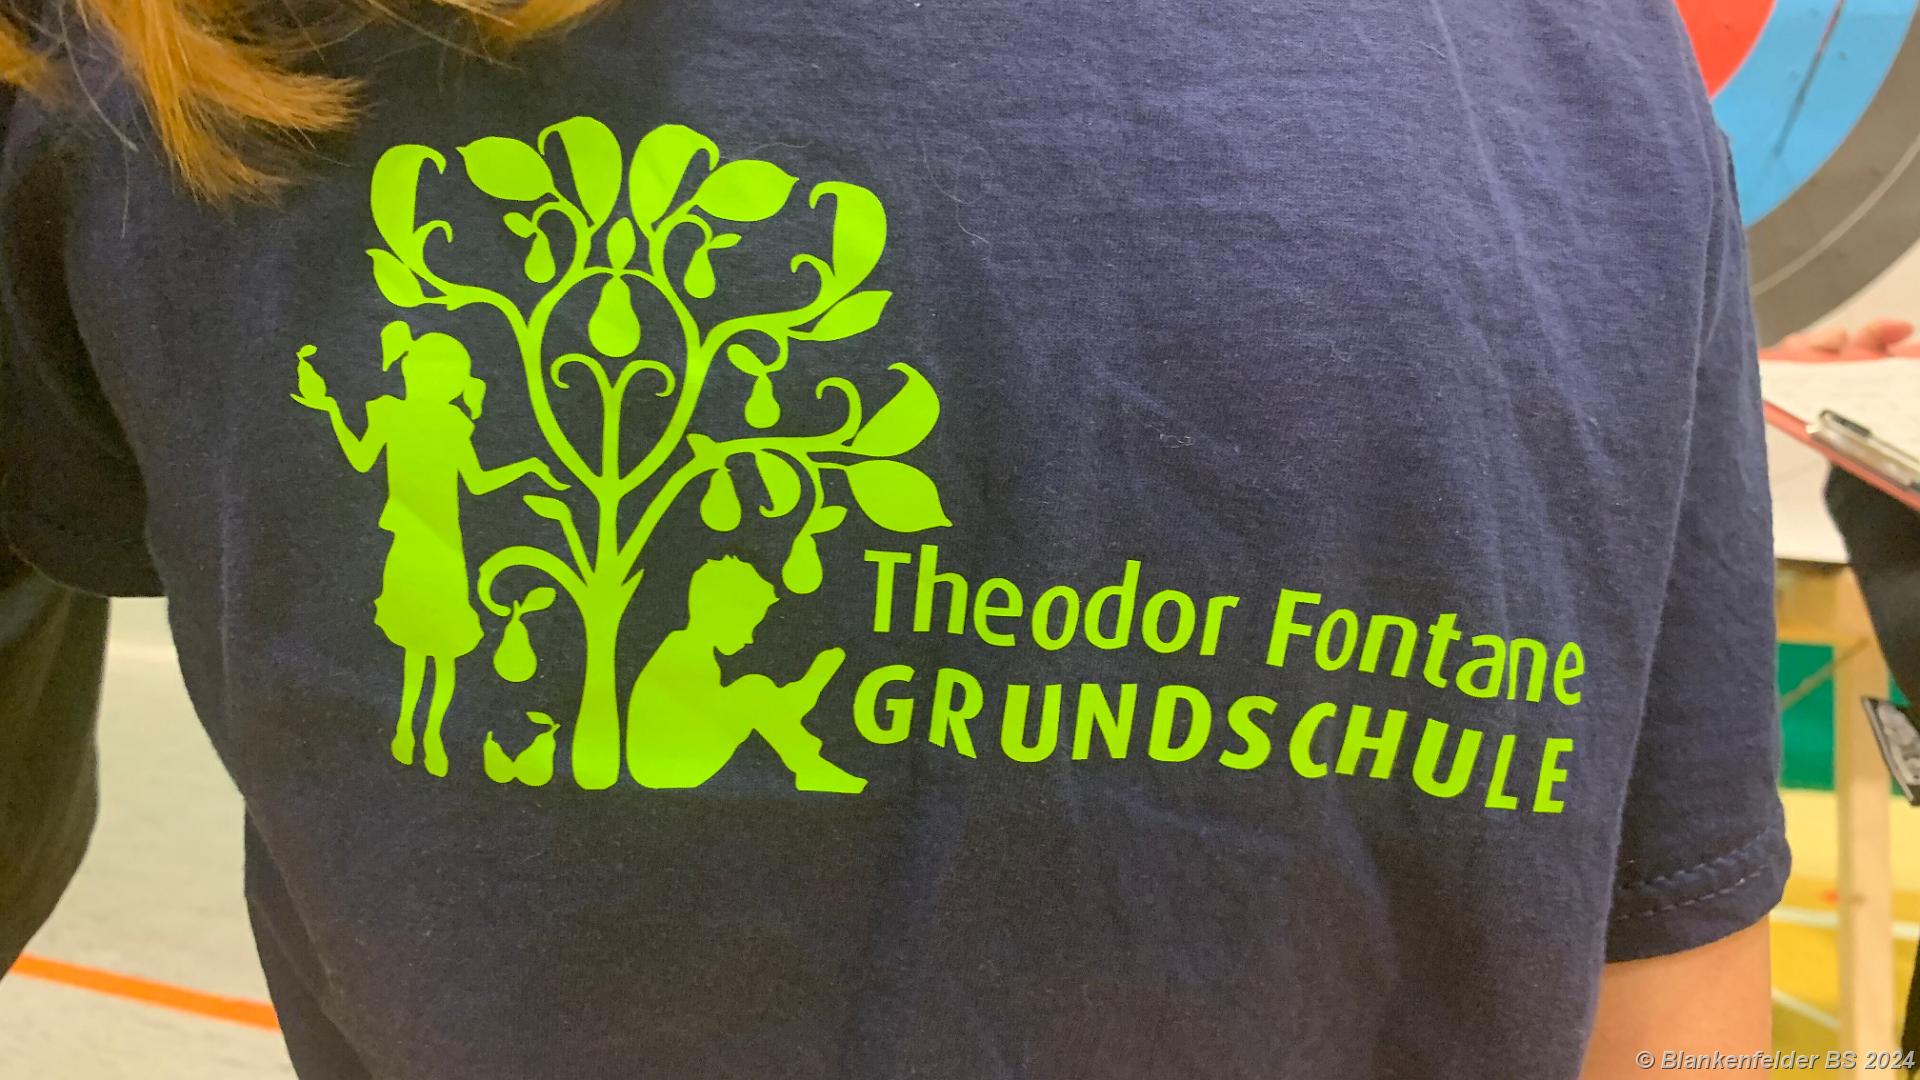 Theodor Fontane
GRUNDSCHULE
© Blankenfelder BS 2024